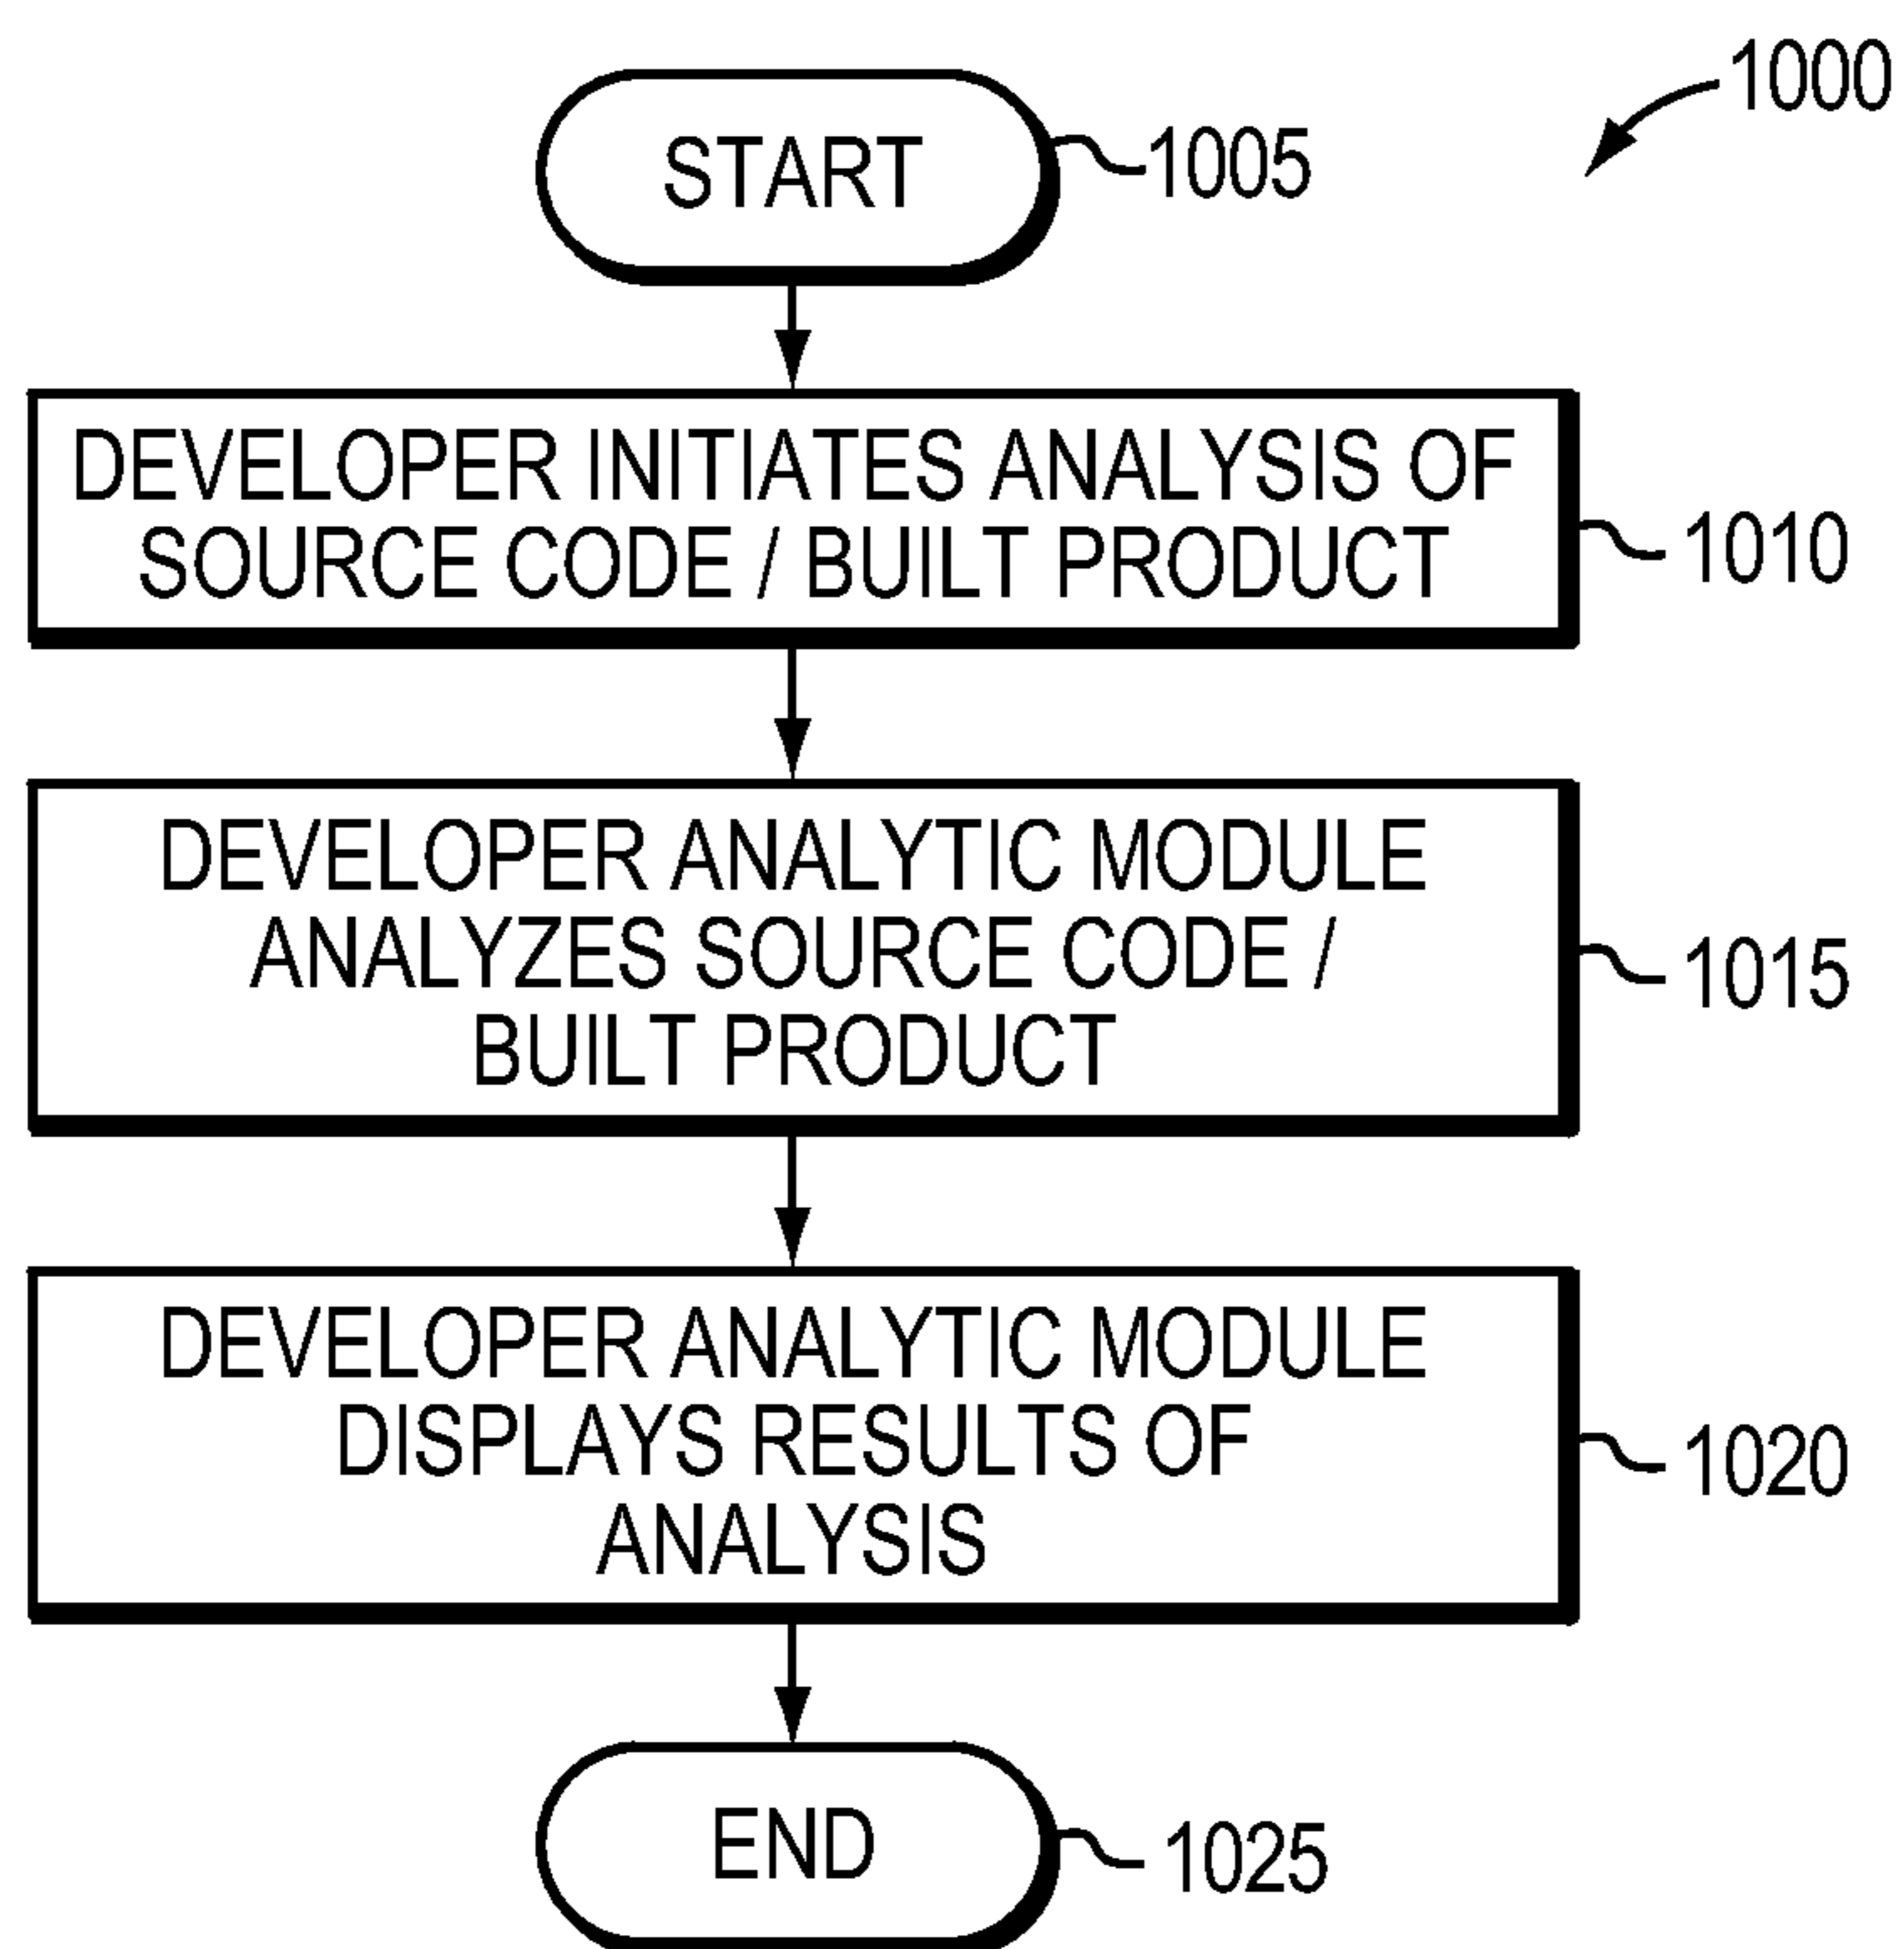 1000
START
1005
DEVELOPER INITIATES ANALYSIS OF
SOURCE CODE / BUILT PRODUCT
1010
DEVELOPER ANALYTIC MODULE
ANALYZES SOURCE CODE /
BUILT PRODUCT
1015
DEVELOPER ANALYTIC MODULE
DISPLAYS RESULTS OF
ANALYSIS
1020
END
1025